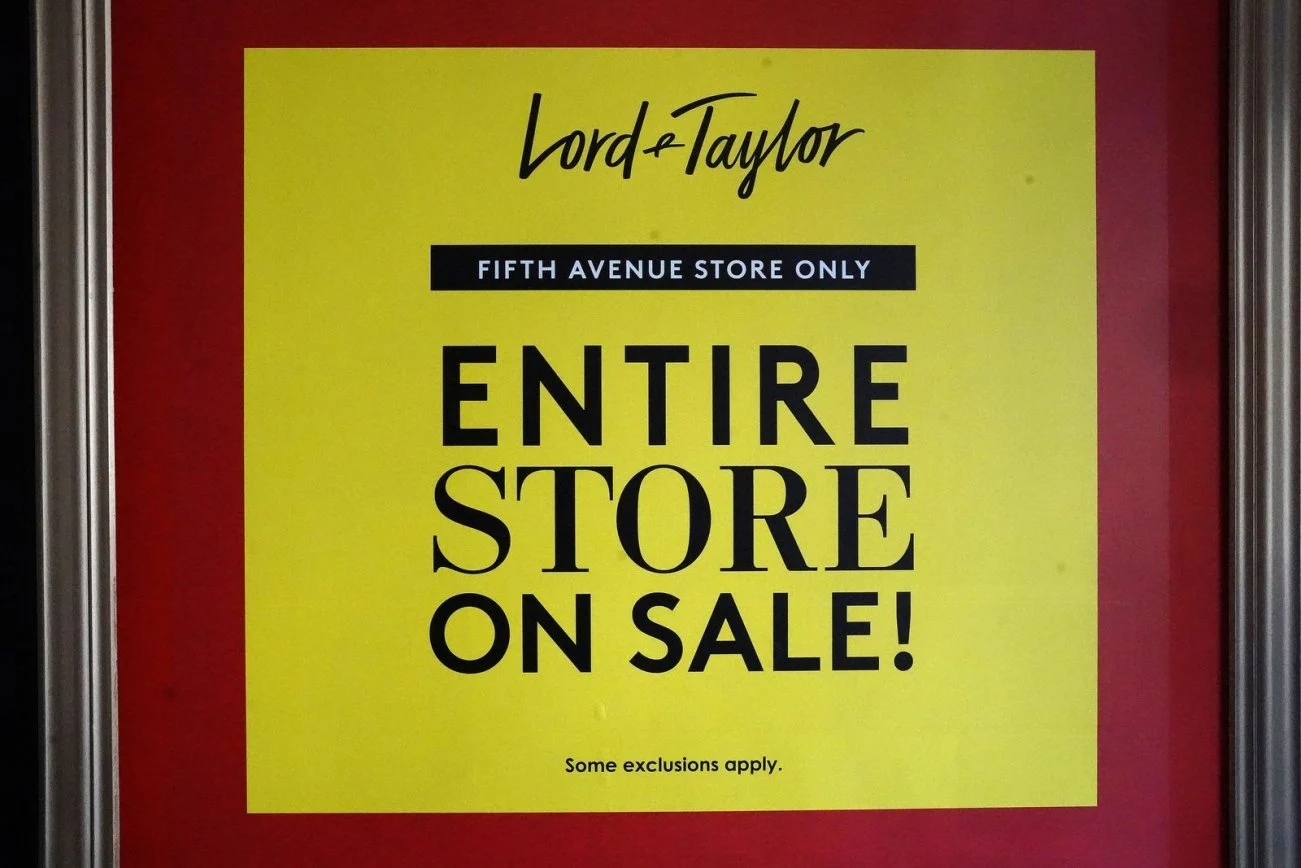 Lord & Taylor
FIFTH AVENUE STORE ONLY
ENTIRE
STORE
ON SALE!
Some exclusions apply.